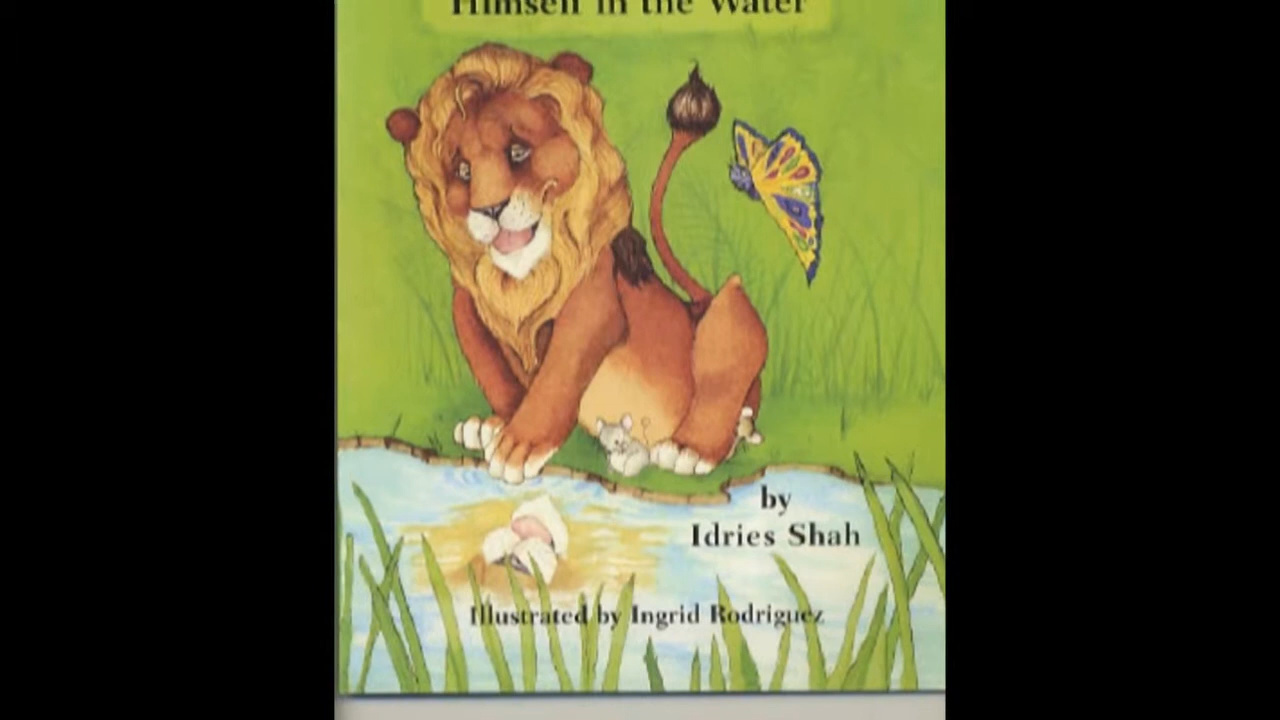 Himself in the Water
by
Idries Shah
Illustrated by Ingrid Rodriguez